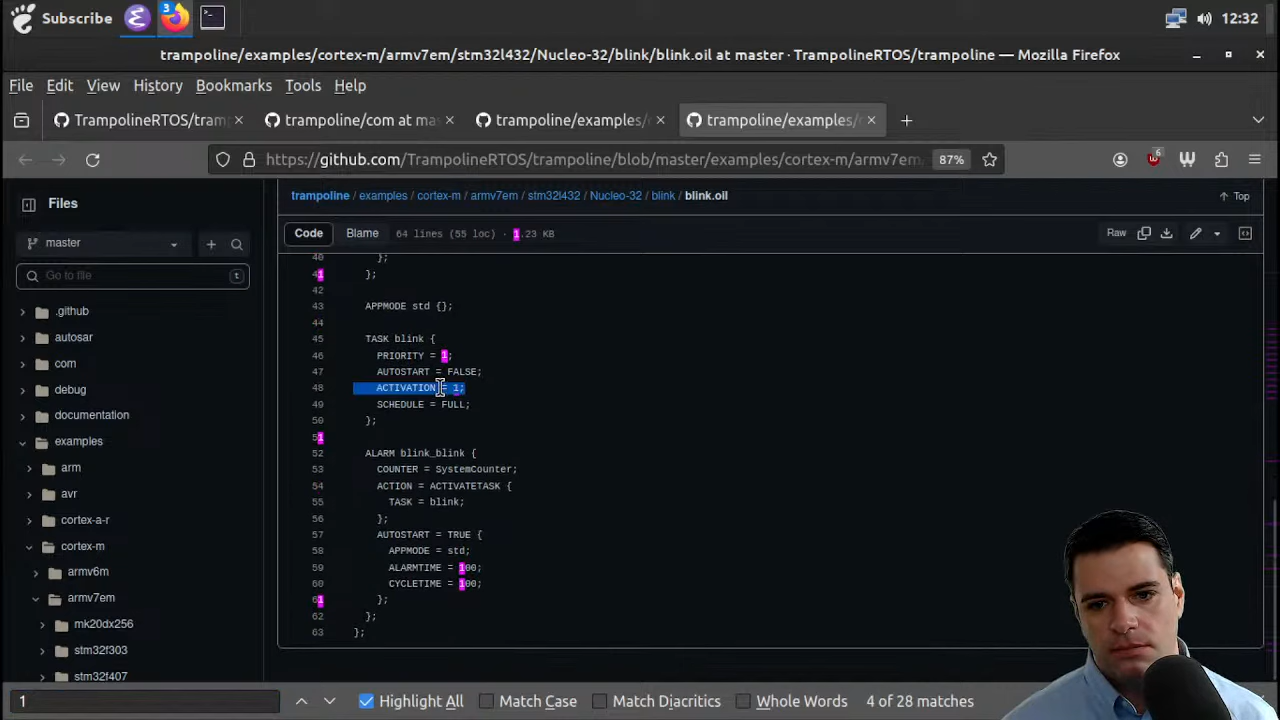 Subscribe
3
12:32
trampoline/examples/cortex-m/armv7em/stm32l432/Nucleo-32/blink/blink.oil at master · TrampolineRTOS/trampoline — Mozilla Firefox
File Edit View History Bookmarks Tools Help
TrampolineRTOS/tram
trampoline/com at ma
trampoline/examples/
trampoline/examples/
https://github.com/TrampolineRTOS/trampoline/blob/master/examples/cortex-m/armv7em/
87%
6
Files
trampoline / examples / cortex-m / armv7em / stm32l432 / Nucleo-32 / blink / blink.oil
Top
master
Code Blame 64 lines (55 loc) · 1.23 KB
Raw
Go to file
t
.github
autosar
com
debug
documentation
examples
arm
avr
cortex-a-r
cortex-m
armv6m
armv7em
mk20dx256
stm32f303
stm32f407
40 };
41 };
42
43 APPMODE std {};
44
45 TASK blink {
46 PRIORITY = 1;
47 AUTOSTART = FALSE;
48 ACTIVATION = 1;
49 SCHEDULE = FULL;
50 };
51
52 ALARM blink_blink {
53 COUNTER = SystemCounter;
54 ACTION = ACTIVATETASK {
55 TASK = blink;
56 };
57 AUTOSTART = TRUE {
58 APPMODE = std;
59 ALARMTIME = 100;
60 CYCLETIME = 100;
61 };
62 };
63 };
1
Highlight All Match Case Match Diacritics Whole Words 4 of 28 matches